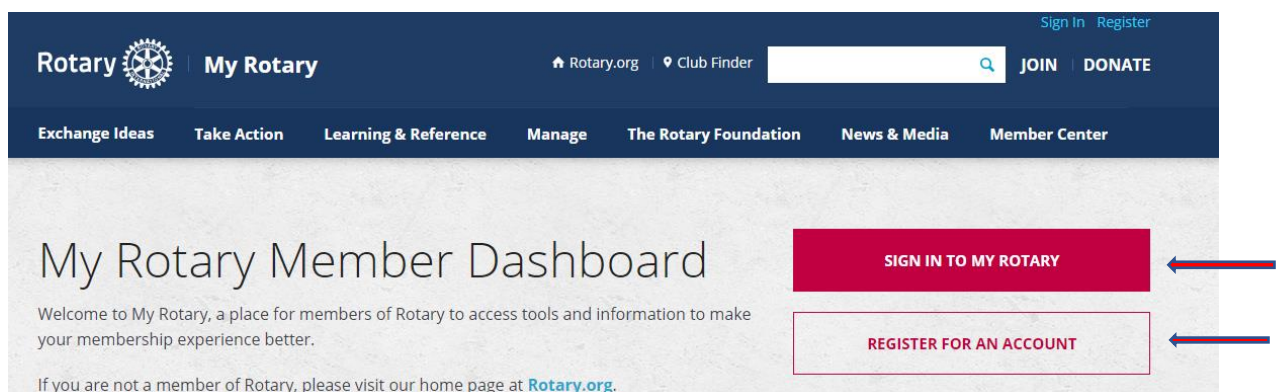 Sign In Register
Rotary My Rotary Rotary.org Club Finder JOIN DONATE
Exchange Ideas Take Action Learning & Reference Manage The Rotary Foundation News & Media Member Center
My Rotary Member Dashboard
Welcome to My Rotary, a place for members of Rotary to access tools and information to make
your membership experience better.
If you are not a member of Rotary, please visit our home page at Rotary.org.
SIGN IN TO MY ROTARY
REGISTER FOR AN ACCOUNT